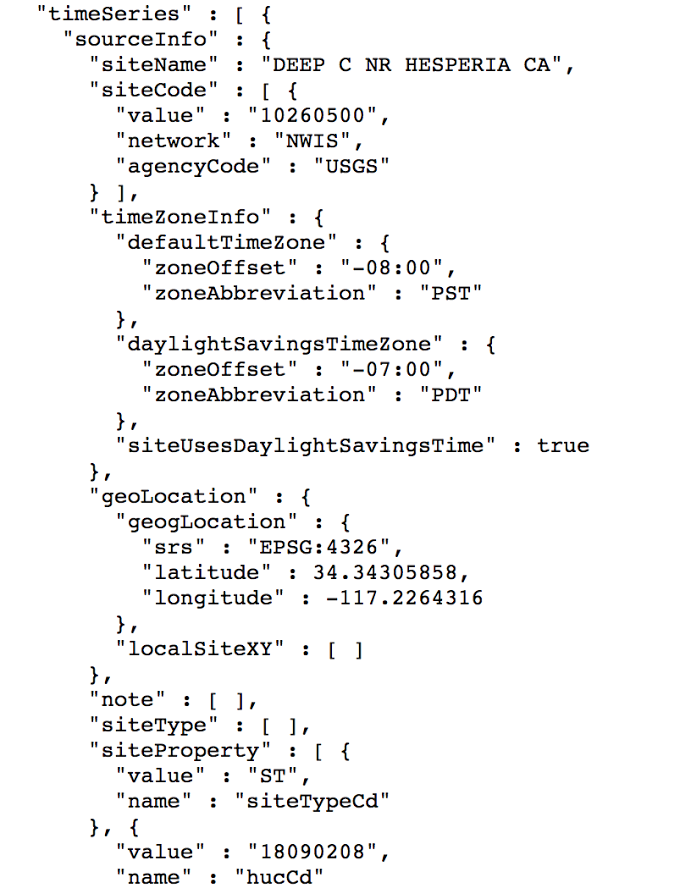 "timeSeries" : [ {
"sourceInfo" : {
"siteName" : "DEEP C NR HESPERIA CA",
"siteCode" : [ {
"value" : "10260500",
"network" : "NWIS",
"agencyCode" : "USGS"
} ],
"timeZoneInfo" : {
"defaultTimeZone" : {
"zoneOffset" : "-08:00",
"zoneAbbreviation" : "PST"
},
"daylightSavingsTimeZone" : {
"zoneOffset" : "-07:00",
"zoneAbbreviation" : "PDT"
},
"siteUsesDaylightSavingsTime" : true
},
"geoLocation" : {
"geogLocation" : {
"srs" : "EPSG:4326",
"latitude" : 34.34305858,
"longitude" : -117.2264316
},
"localSiteXY" : [ ]
},
"note" : [ ],
"siteType" : [ ],
"siteProperty" : [ {
"value" : "ST",
"name" : "siteTypeCd"
}, {
"value" : "18090208",
"name" : "hucCd"